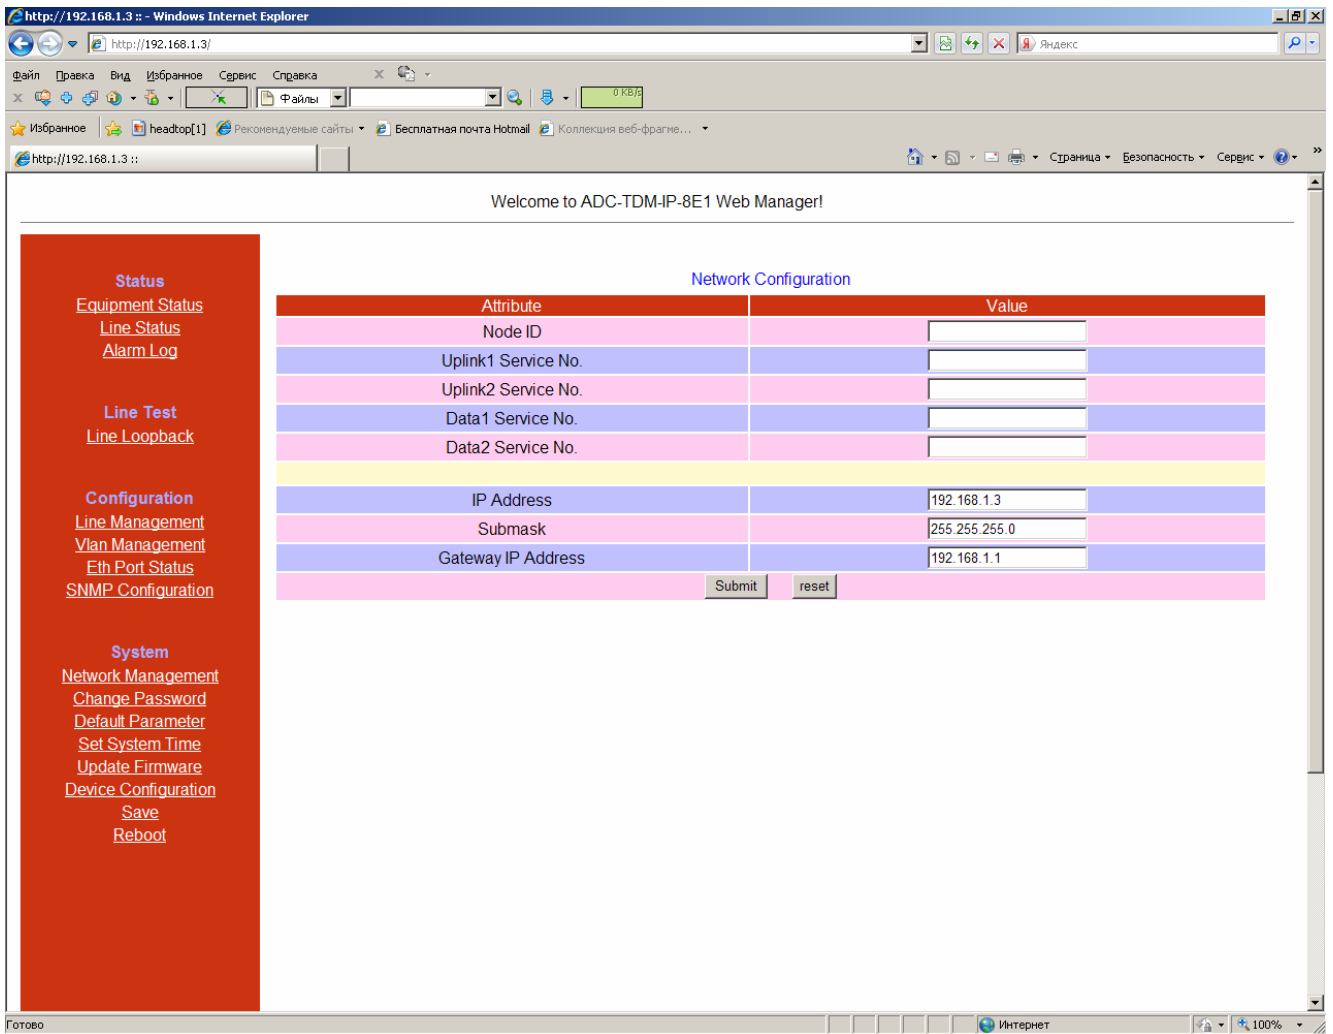 http://192.168.1.3 :: - Windows Internet Explorer
http://192.168.1.3/
Яндекс
Файл Правка Вид Избранное Сервис Справка
Файлы
0 KB/s
Избранное headtop[1] Рекомендуемые сайты Бесплатная почта Hotmail Коллекция веб-фрагме...
http://192.168.1.3 ::
Страница Безопасность Сервис
Welcome to ADC-TDM-IP-8E1 Web Manager!
Status
Equipment Status
Line Status
Alarm Log
Line Test
Line Loopback
Configuration
Line Management
Vlan Management
Eth Port Status
SNMP Configuration
System
Network Management
Change Password
Default Parameter
Set System Time
Update Firmware
Device Configuration
Save
Reboot
Network Configuration
Attribute Value
Node ID
Uplink1 Service No.
Uplink2 Service No.
Data1 Service No.
Data2 Service No.
IP Address 192.168.1.3
Submask 255.255.255.0
Gateway IP Address 192.168.1.1
Submit reset
Готово Интернет 100%